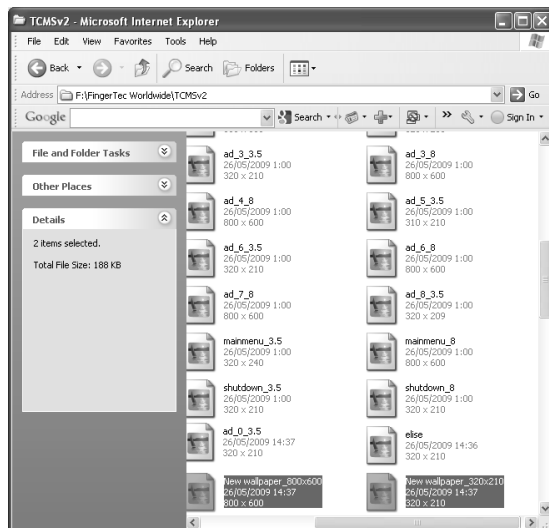 TCMSv2 - Microsoft Internet Explorer
File Edit View Favorites Tools Help
Back Search Folders
Address F:\FingerTec Worldwide\TCMSv2 Go
Google Search Sign In
File and Folder Tasks
Other Places
Details
2 items selected.
Total File Size: 188 KB
ad_3_3.5
26/05/2009 1:00
320 x 210
ad_3_8
26/05/2009 1:00
800 x 600
ad_4_8
26/05/2009 1:00
800 x 600
ad_5_3.5
26/05/2009 1:00
310 x 210
ad_6_3.5
26/05/2009 1:00
320 x 210
ad_6_8
26/05/2009 1:00
800 x 600
ad_7_8
26/05/2009 1:00
800 x 600
ad_8_3.5
26/05/2009 1:00
320 x 209
mainmenu_3.5
26/05/2009 1:00
320 x 240
mainmenu_8
26/05/2009 1:00
800 x 600
shutdown_3.5
26/05/2009 1:00
320 x 210
shutdown_8
26/05/2009 1:00
320 x 210
ad_0_3.5
26/05/2009 14:37
320 x 210
elise
26/05/2009 14:36
320 x 210
New wallpaper_800x600
26/05/2009 14:37
800 x 600
New wallpaper_320x210
26/05/2009 14:37
320 x 210